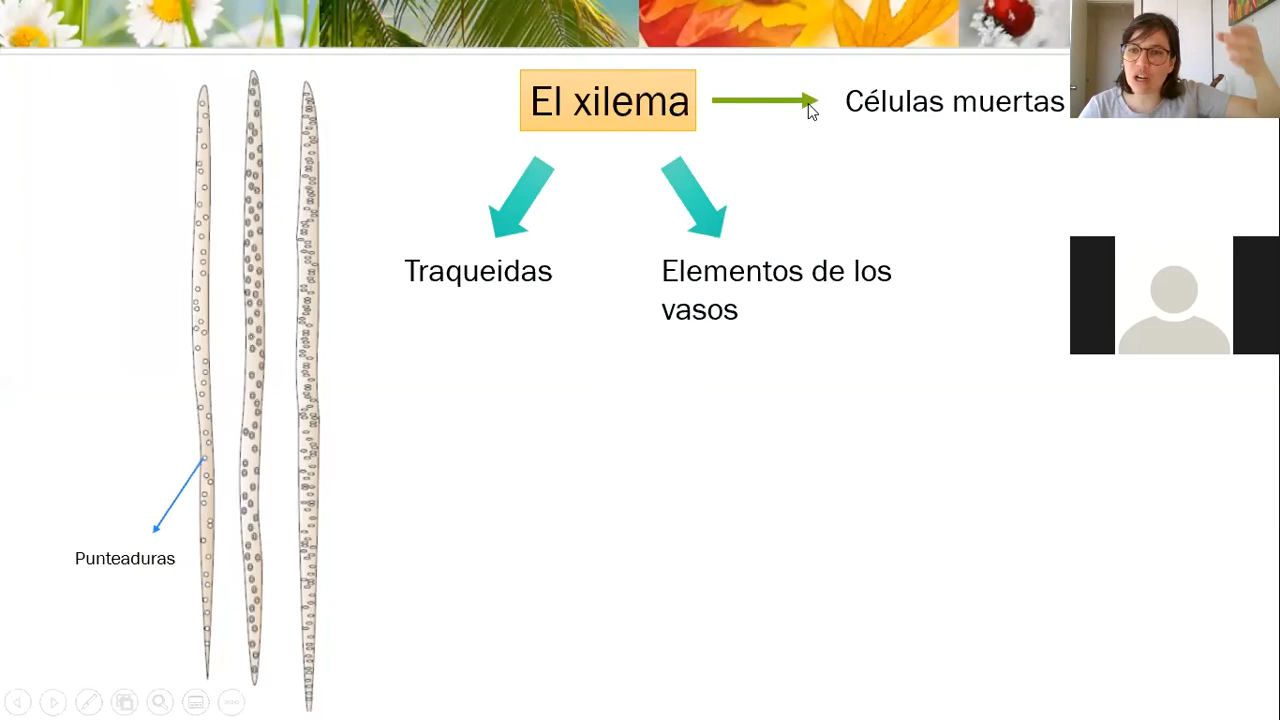 El xilema
Células muertas
Traqueidas
Elementos de los
vasos
Punteaduras